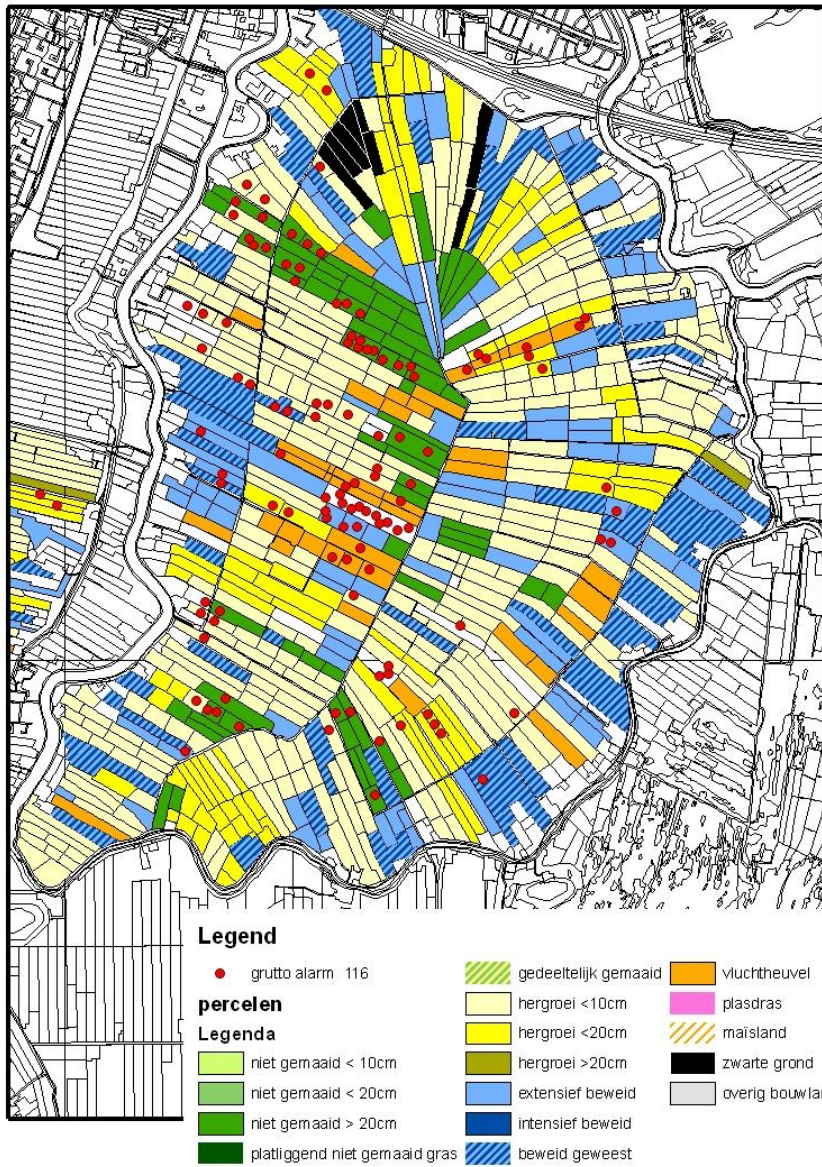 Legend
grutto alarm 116
percelen
Legenda
niet gemaaid < 10cm
niet gemaaid < 20cm
niet gemaaid > 20cm
platliggend niet gemaaid gras
gedeeltelijk gemaaid
hergroei <10cm
hergroei <20cm
hergroei >20cm
extensief beweid
intensief beweid
beweid geweest
vluchtheuvel
plasdras
maïsland
zwarte grond
overig bouwlan